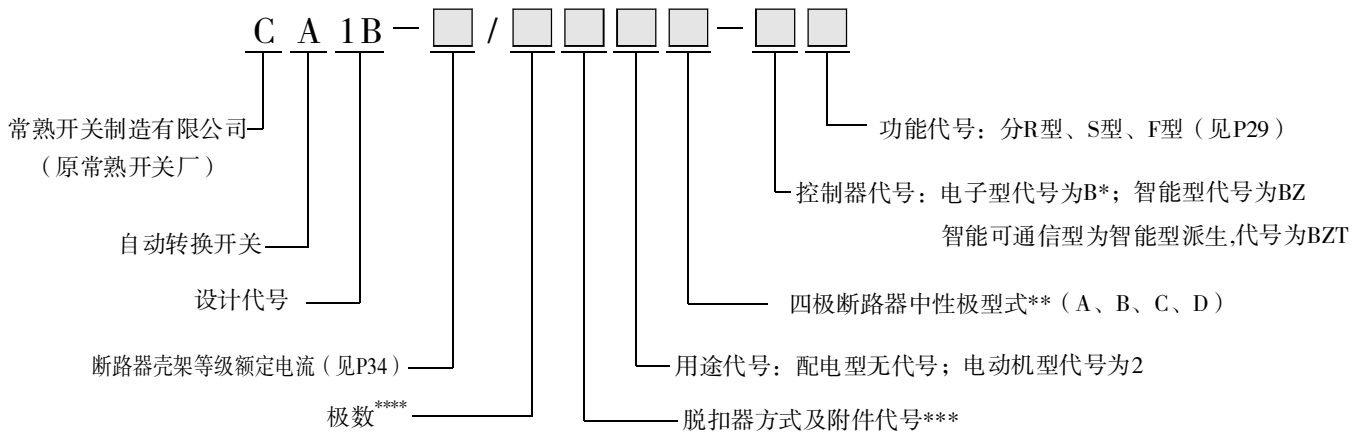 C A 1B－□/□□□□－□□
常熟开关制造有限公司
（原常熟开关厂）
自动转换开关
设计代号
断路器壳架等级额定电流（见P34）
极数****
功能代号：分R型、S型、F型（见P29）
控制器代号：电子型代号为B*；智能型代号为BZ
智能可通信型为智能型派生,代号为BZT
四极断路器中性极型式**（A、B、C、D）
用途代号：配电型无代号；电动机型代号为2
脱扣器方式及附件代号***